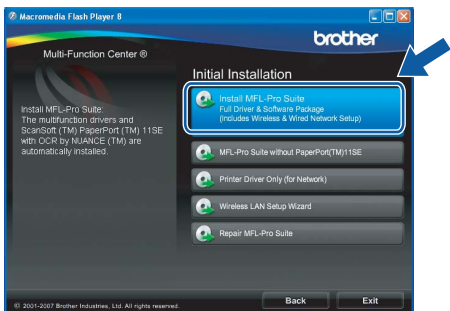 Macromedia Flash Player 8
brother
Multi-Function Center ®
Initial Installation
Install MFL-Pro Suite
Full Driver & Software Package
(Includes Wireless & Wired Network Setup)
Install MFL-Pro Suite:
The multifunction drivers and
ScanSoft (TM) PaperPort (TM) 11SE
with OCR by NUANCE (TM) are
automatically installed.
MFL-Pro Suite without PaperPort(TM)11SE
Printer Driver Only (for Network)
Wireless LAN Setup Wizard
Repair MFL-Pro Suite
© 2001-2007 Brother Industries, Ltd. All rights reserved.
Back
Exit